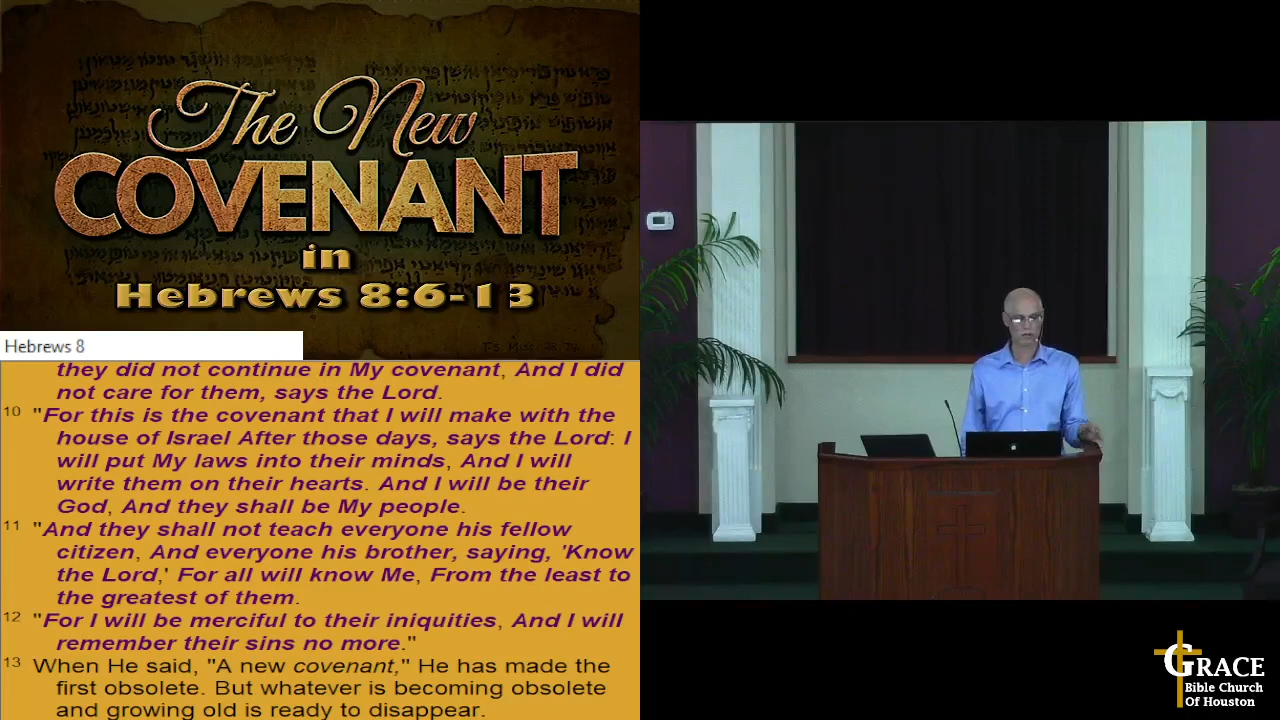 The New
COVENANT
in
Hebrews 8:6-13
Hebrews 8
they did not continue in My covenant, And I did
not care for them, says the Lord.
10 "For this is the covenant that I will make with the
house of Israel After those days, says the Lord: I
will put My laws into their minds, And I will
write them on their hearts. And I will be their
God, And they shall be My people.
11 "And they shall not teach everyone his fellow
citizen, And everyone his brother, saying, 'Know
the Lord,' For all will know Me, From the least to
the greatest of them.
12 "For I will be merciful to their iniquities, And I will
remember their sins no more."
13 When He said, "A new covenant," He has made the
first obsolete. But whatever is becoming obsolete
and growing old is ready to disappear.
GRACE
Bible Church
Of Houston